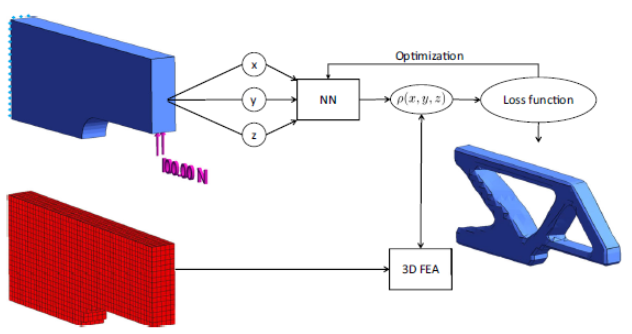 Optimization
x
y
z
NN
ρ(x, y, z)
Loss function
100.00 N
3D FEA